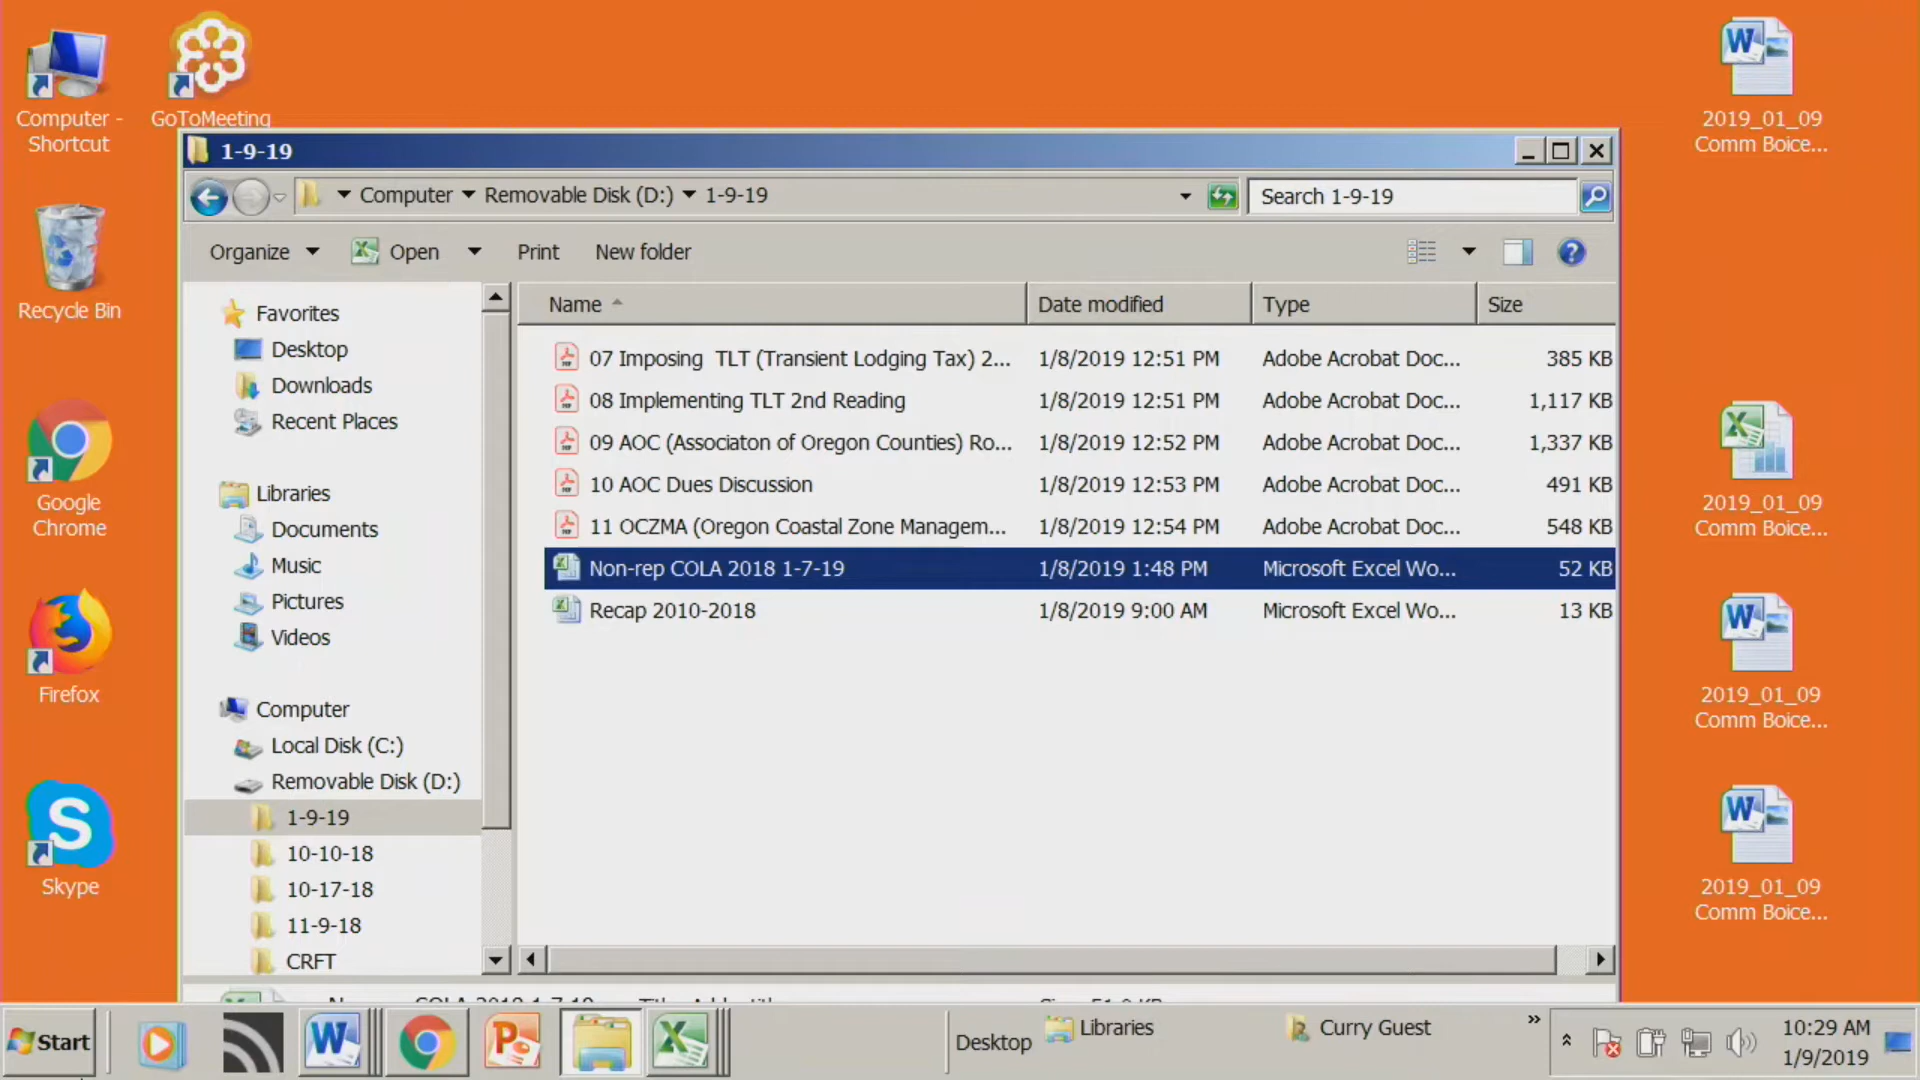 Computer -
Shortcut
GoToMeeting
Recycle Bin
Google
Chrome
Firefox
Skype
1-9-19
Computer
Removable Disk (D:)
1-9-19
Search 1-9-19
Organize
Open
Print
New folder
Favorites
Desktop
Downloads
Recent Places
Libraries
Documents
Music
Pictures
Videos
Computer
Local Disk (C:)
Removable Disk (D:)
1-9-19
10-10-18
10-17-18
11-9-18
CRFT
Name Date modified Type Size
07 Imposing TLT (Transient Lodging Tax) 2... 1/8/2019 12:51 PM Adobe Acrobat Doc... 385 KB
08 Implementing TLT 2nd Reading 1/8/2019 12:51 PM Adobe Acrobat Doc... 1,117 KB
09 AOC (Associaton of Oregon Counties) Ro... 1/8/2019 12:52 PM Adobe Acrobat Doc... 1,337 KB
10 AOC Dues Discussion 1/8/2019 12:53 PM Adobe Acrobat Doc... 491 KB
11 OCZMA (Oregon Coastal Zone Managem... 1/8/2019 12:54 PM Adobe Acrobat Doc... 548 KB
Non-rep COLA 2018 1-7-19 1/8/2019 1:48 PM Microsoft Excel Wo... 52 KB
Recap 2010-2018 1/8/2019 9:00 AM Microsoft Excel Wo... 13 KB
2019_01_09
Comm Boice...
2019_01_09
Comm Boice...
2019_01_09
Comm Boice...
2019_01_09
Comm Boice...
Start
Desktop
Libraries
Curry Guest
10:29 AM
1/9/2019